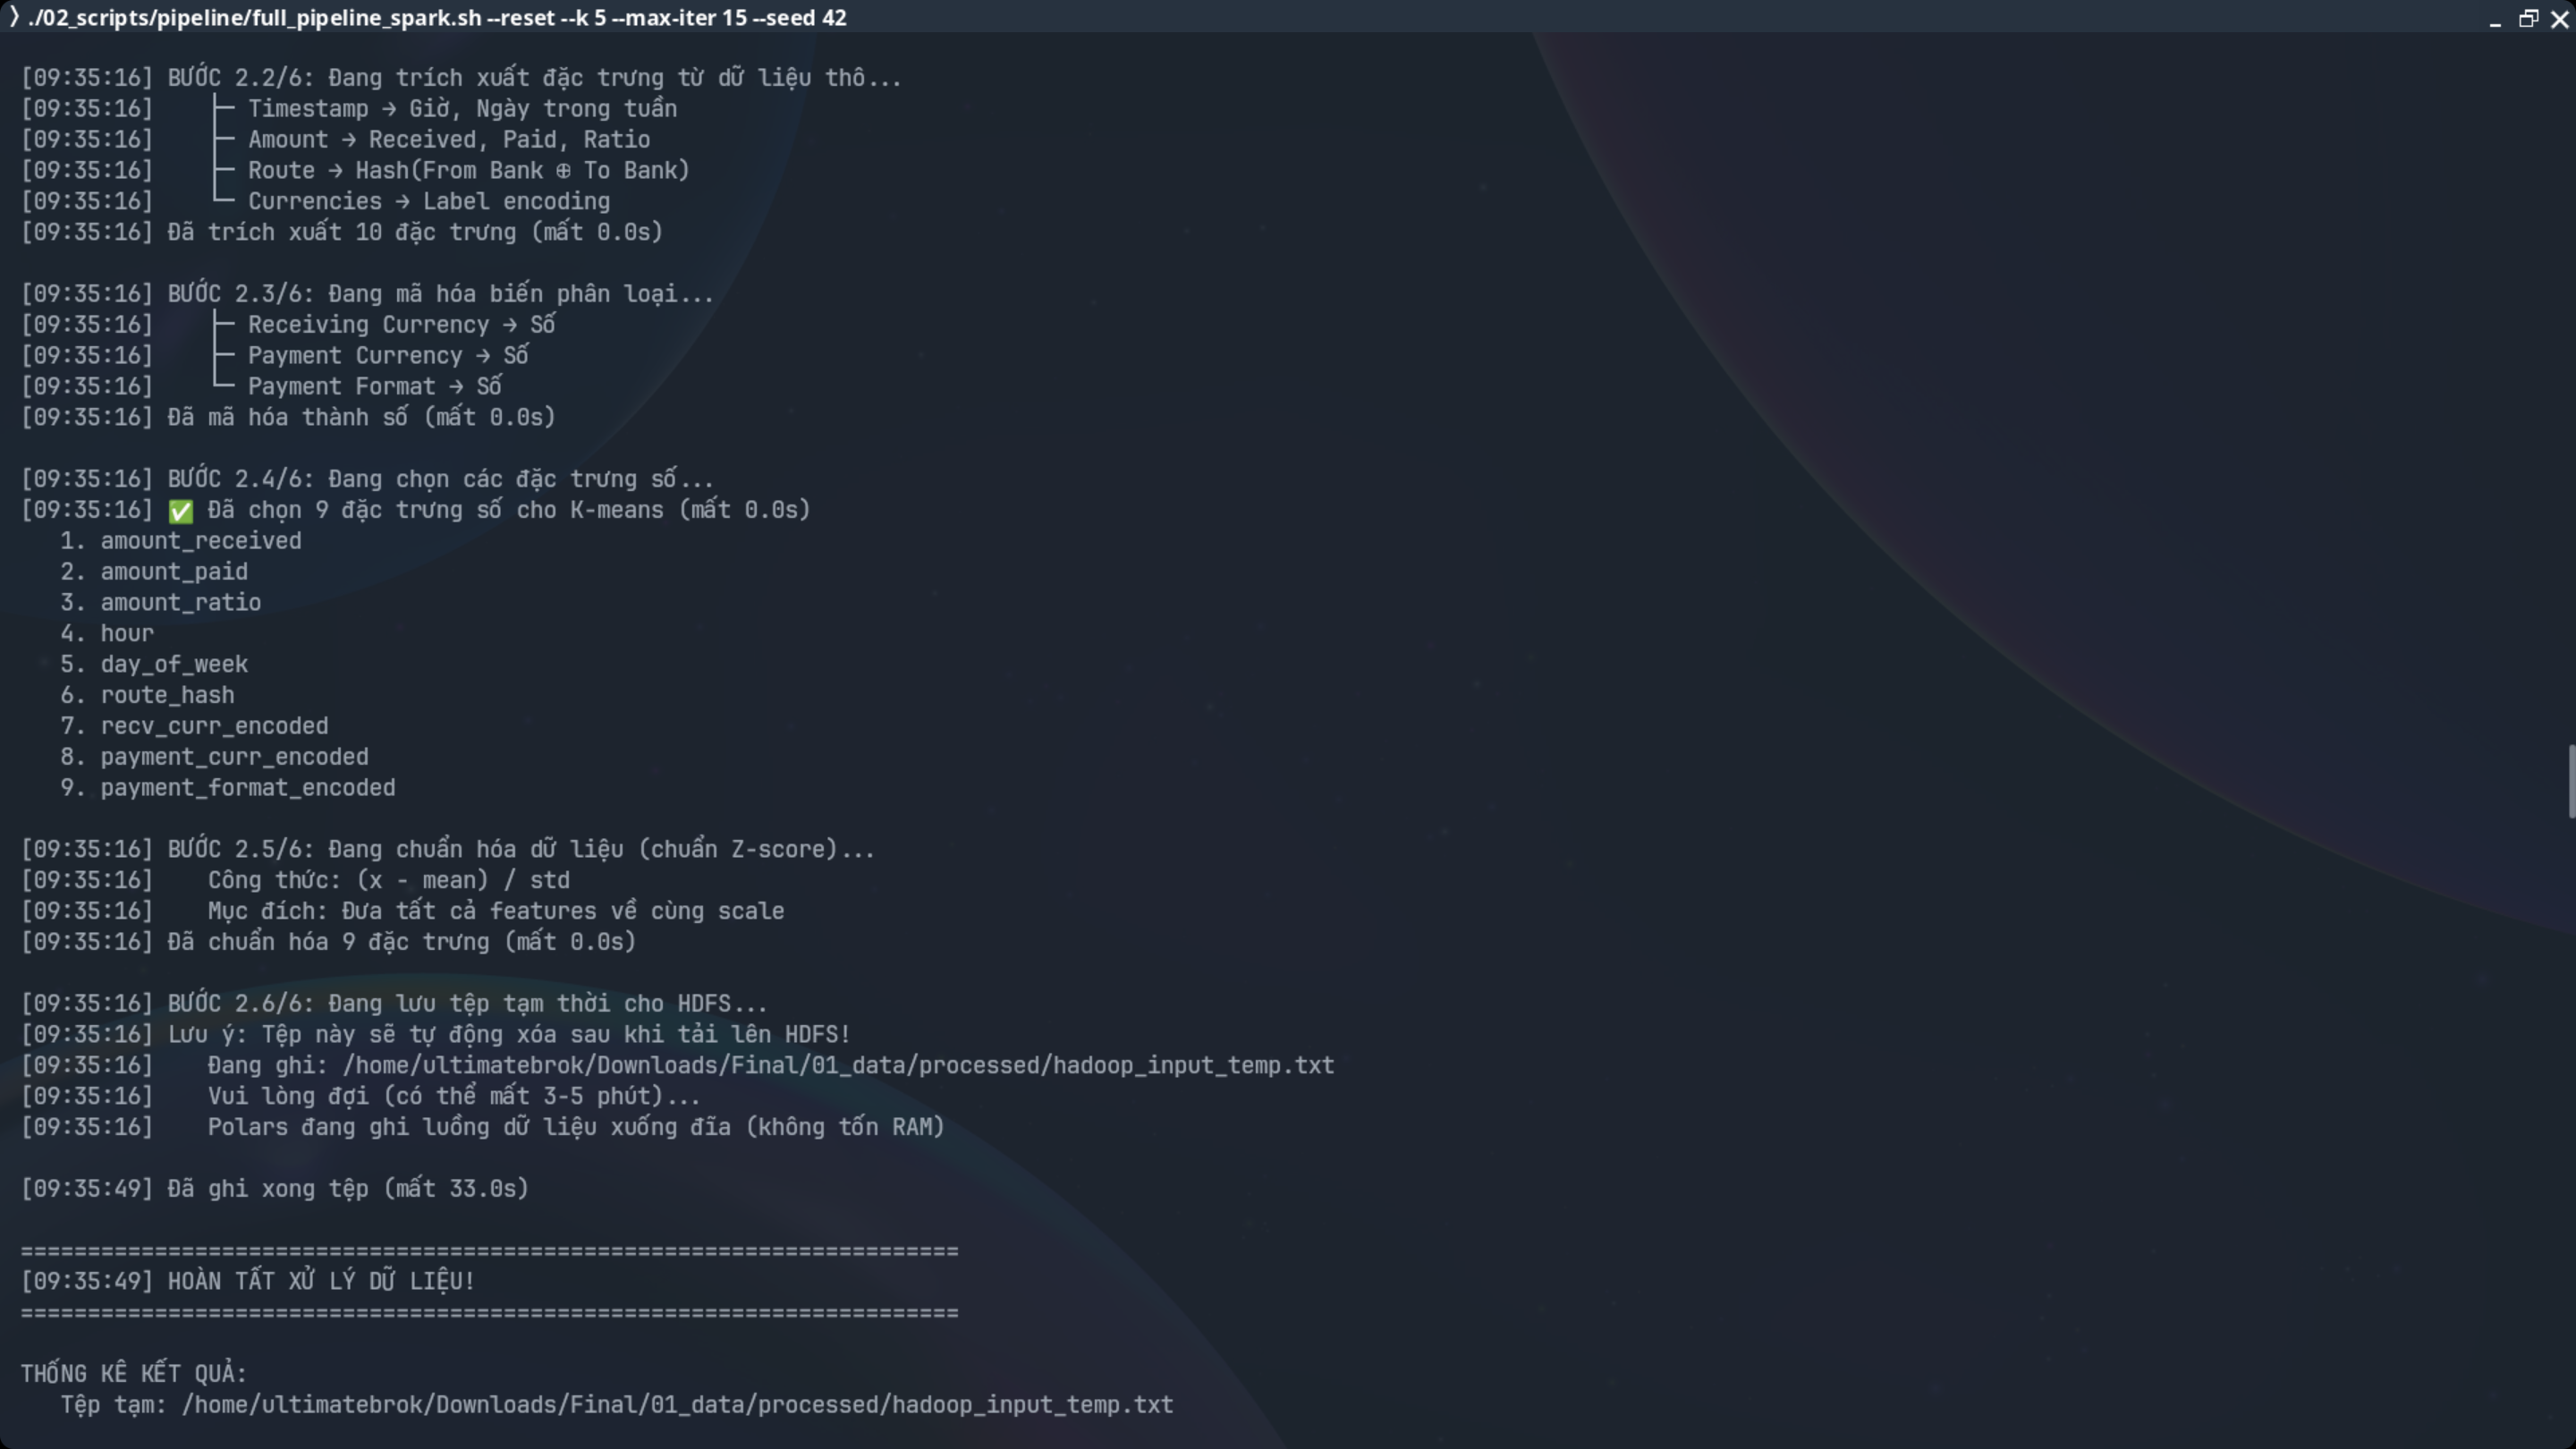 ❯ ./02_scripts/pipeline/full_pipeline_spark.sh --reset --k 5 --max-iter 15 --seed 42
[09:35:16] BƯỚC 2.2/6: Đang trích xuất đặc trưng từ dữ liệu thô...
[09:35:16]    ├─ Timestamp → Giờ, Ngày trong tuần
[09:35:16]    ├─ Amount → Received, Paid, Ratio
[09:35:16]    ├─ Route → Hash(From Bank ⊕ To Bank)
[09:35:16]    └─ Currencies → Label encoding
[09:35:16] Đã trích xuất 10 đặc trưng (mất 0.0s)
[09:35:16] BƯỚC 2.3/6: Đang mã hóa biến phân loại...
[09:35:16]    ├─ Receiving Currency → Số
[09:35:16]    ├─ Payment Currency → Số
[09:35:16]    └─ Payment Format → Số
[09:35:16] Đã mã hóa thành số (mất 0.0s)
[09:35:16] BƯỚC 2.4/6: Đang chọn các đặc trưng số...
[09:35:16] ✅ Đã chọn 9 đặc trưng số cho K-means (mất 0.0s)
1. amount_received
2. amount_paid
3. amount_ratio
4. hour
5. day_of_week
6. route_hash
7. recv_curr_encoded
8. payment_curr_encoded
9. payment_format_encoded
[09:35:16] BƯỚC 2.5/6: Đang chuẩn hóa dữ liệu (chuẩn Z-score)...
[09:35:16]    Công thức: (x - mean) / std
[09:35:16]    Mục đích: Đưa tất cả features về cùng scale
[09:35:16] Đã chuẩn hóa 9 đặc trưng (mất 0.0s)
[09:35:16] BƯỚC 2.6/6: Đang lưu tệp tạm thời cho HDFS...
[09:35:16] Lưu ý: Tệp này sẽ tự động xóa sau khi tải lên HDFS!
[09:35:16]    Đang ghi: /home/ultimatebrok/Downloads/Final/01_data/processed/hadoop_input_temp.txt
[09:35:16]    Vui lòng đợi (có thể mất 3-5 phút)...
[09:35:16]    Polars đang ghi luồng dữ liệu xuống đĩa (không tốn RAM)
[09:35:49] Đã ghi xong tệp (mất 33.0s)
======================================================================
[09:35:49] HOÀN TẤT XỬ LÝ DỮ LIỆU!
======================================================================
THỐNG KÊ KẾT QUẢ:
Tệp tạm: /home/ultimatebrok/Downloads/Final/01_data/processed/hadoop_input_temp.txt